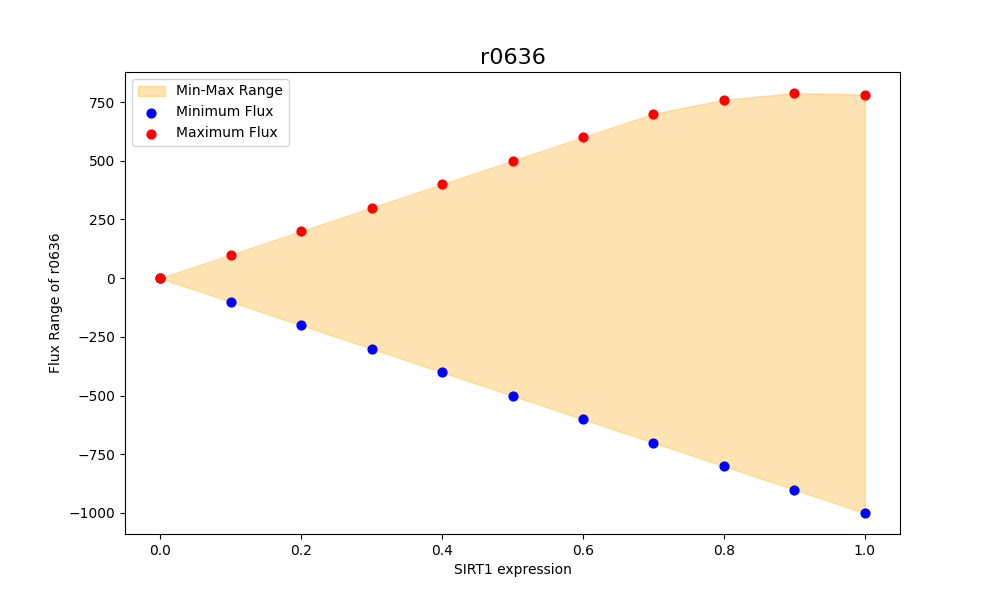 r0636
Min-Max Range
Minimum Flux
Maximum Flux
Flux Range of r0636
750
500
250
0
−250
−500
−750
−1000
0.0 0.2 0.4 0.6 0.8 1.0
SIRT1 expression